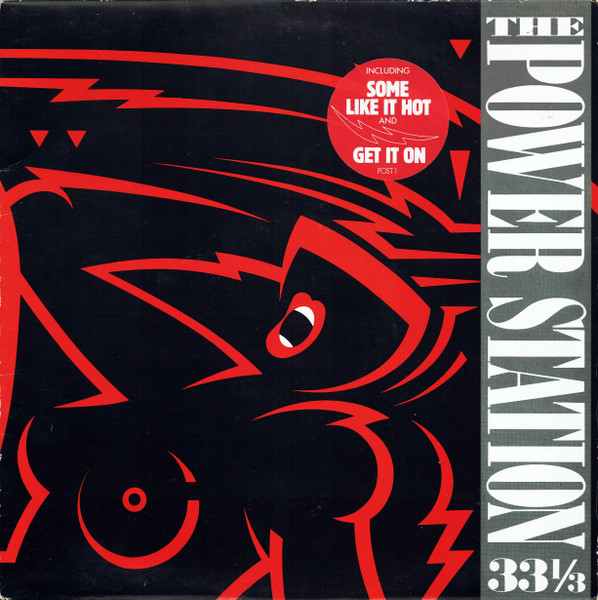 THE
POWER STATION
33⅓
INCLUDING
SOME
LIKE IT HOT
AND
GET IT ON
POST 1